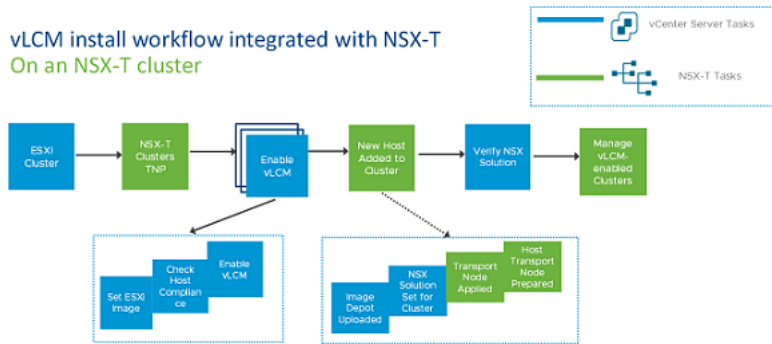 vLCM install workflow integrated with NSX-T
On an NSX-T cluster
vCenter Server Tasks
NSX-T Tasks
ESXi
Cluster
NSX-T
Clusters
TNP
Enable
vLCM
New Host
Added to
Cluster
Verify NSX
Solution
Manage
vLCM-
enabled
Clusters
Set ESXi
Image
Check
Host
Complian
ce
Enable
vLCM
Image
Depot
Uploaded
NSX
Solution
Set for
Cluster
Transport
Node
Applied
Host
Transport
Node
Prepared